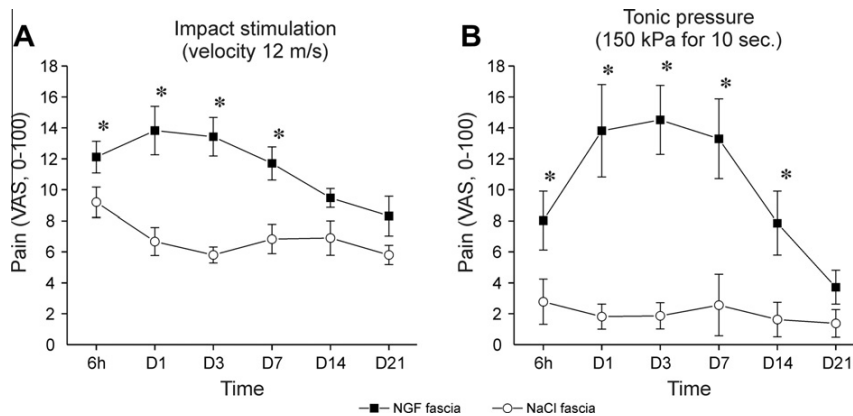 A
Impact stimulation
(velocity 12 m/s)
Pain (VAS, 0-100)
18
16
14
12
10
8
6
4
2
0
* * * *
6h D1 D3 D7 D14 D21
Time
B
Tonic pressure
(150 kPa for 10 sec.)
Pain (VAS, 0-100)
18
16
14
12
10
8
6
4
2
0
* * * * *
6h D1 D3 D7 D14 D21
Time
NGF fascia NaCl fascia